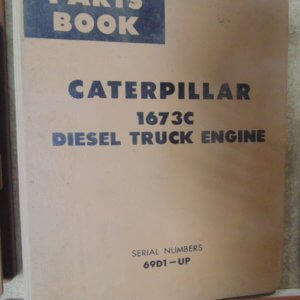 PARTS
BOOK
CATERPILLAR
1673C
DIESEL TRUCK ENGINE
SERIAL NUMBERS
69D1—UP